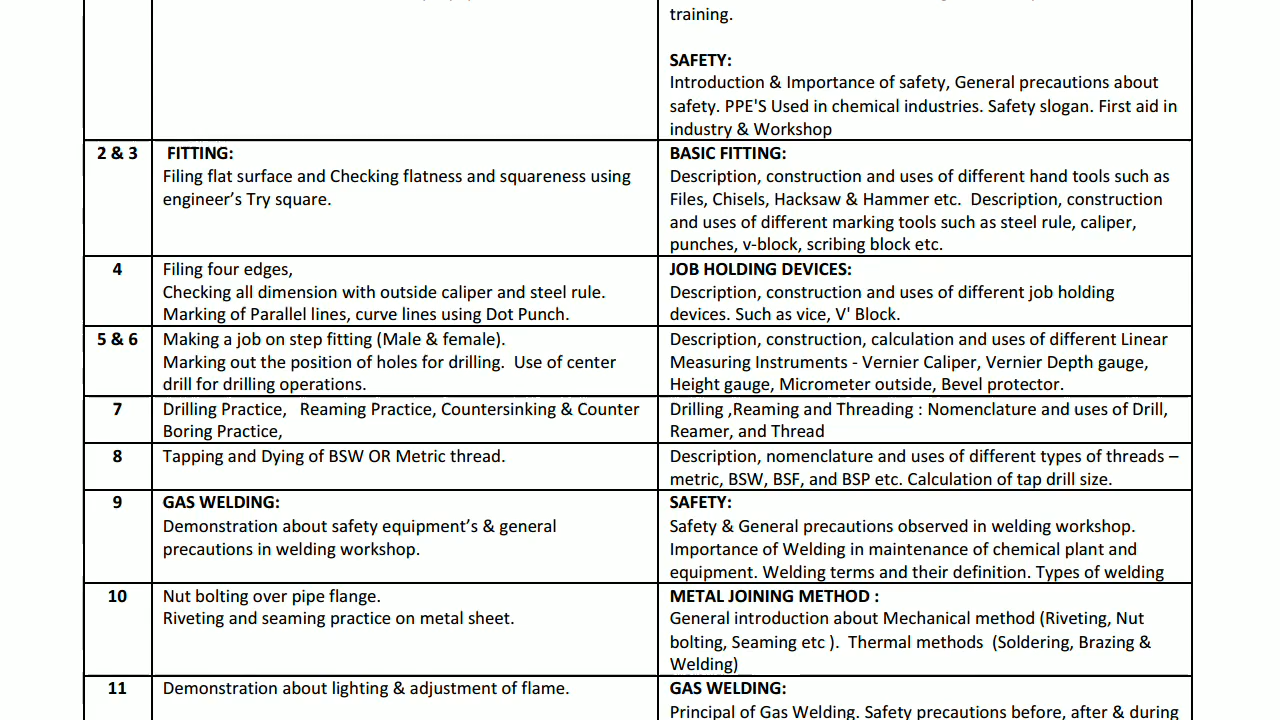 training.
SAFETY:
Introduction & Importance of safety, General precautions about
safety. PPE'S Used in chemical industries. Safety slogan. First aid in
industry & Workshop
2 & 3
FITTING:
Filing flat surface and Checking flatness and squareness using
engineer’s Try square.
BASIC FITTING:
Description, construction and uses of different hand tools such as
Files, Chisels, Hacksaw & Hammer etc.  Description, construction
and uses of different marking tools such as steel rule, caliper,
punches, v-block, scribing block etc.
4
Filing four edges,
Checking all dimension with outside caliper and steel rule.
Marking of Parallel lines, curve lines using Dot Punch.
JOB HOLDING DEVICES:
Description, construction and uses of different job holding
devices. Such as vice, V' Block.
5 & 6
Making a job on step fitting (Male & female).
Marking out the position of holes for drilling.  Use of center
drill for drilling operations.
Description, construction, calculation and uses of different Linear
Measuring Instruments - Vernier Caliper, Vernier Depth gauge,
Height gauge, Micrometer outside, Bevel protector.
7
Drilling Practice,   Reaming Practice, Countersinking & Counter
Boring Practice,
Drilling ,Reaming and Threading : Nomenclature and uses of Drill,
Reamer, and Thread
8
Tapping and Dying of BSW OR Metric thread.
Description, nomenclature and uses of different types of threads –
metric, BSW, BSF, and BSP etc. Calculation of tap drill size.
9
GAS WELDING:
Demonstration about safety equipment’s & general
precautions in welding workshop.
SAFETY:
Safety & General precautions observed in welding workshop.
Importance of Welding in maintenance of chemical plant and
equipment. Welding terms and their definition. Types of welding
10
Nut bolting over pipe flange.
Riveting and seaming practice on metal sheet.
METAL JOINING METHOD :
General introduction about Mechanical method (Riveting, Nut
bolting, Seaming etc ).  Thermal methods  (Soldering, Brazing &
Welding)
11
Demonstration about lighting & adjustment of flame.
GAS WELDING:
Principal of Gas Welding. Safety precautions before, after & during